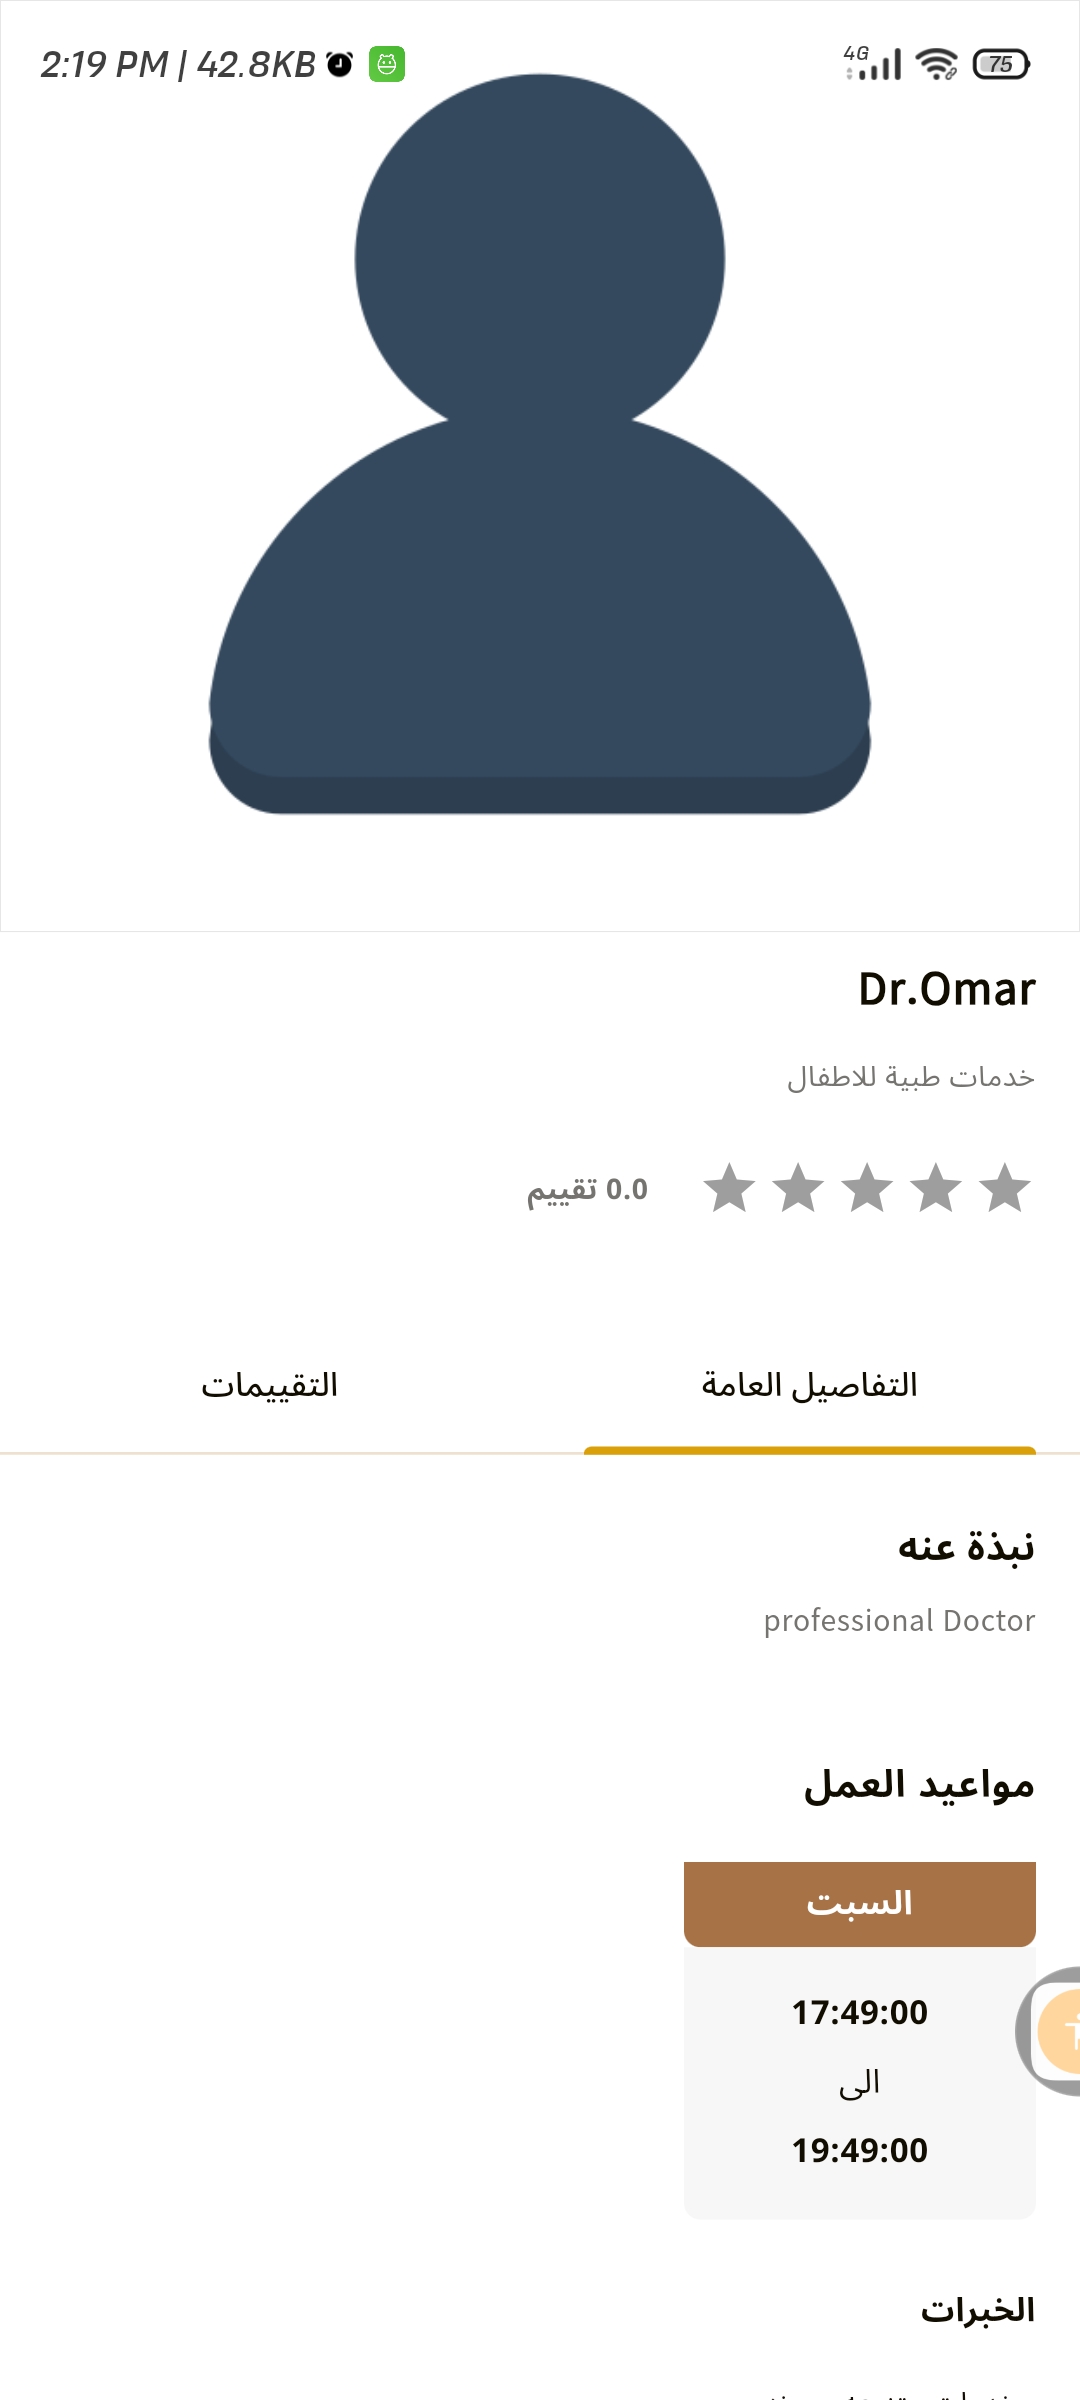 2:19 PM | 42.8KB
4G
75
Dr.Omar
خدمات طبية للاطفال
0.0 تقييم
التفاصيل العامة
التقييمات
نبذة عنه
professional Doctor
مواعيد العمل
السبت
17:49:00
الى
19:49:00
الخبرات